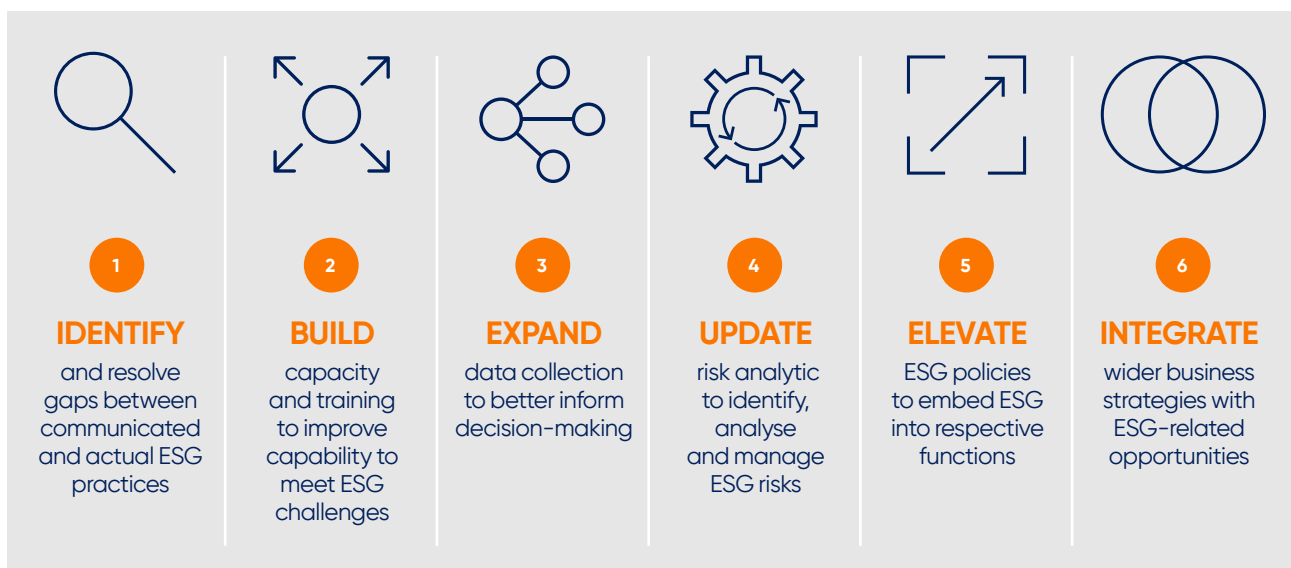 1
IDENTIFY
and resolve
gaps between
communicated
and actual ESG
practices
2
BUILD
capacity
and training
to improve
capability to
meet ESG
challenges
3
EXPAND
data collection
to better inform
decision-making
4
UPDATE
risk analytic
to identify,
analyse
and manage
ESG risks
5
ELEVATE
ESG policies
to embed ESG
into respective
functions
6
INTEGRATE
wider business
strategies with
ESG-related
opportunities